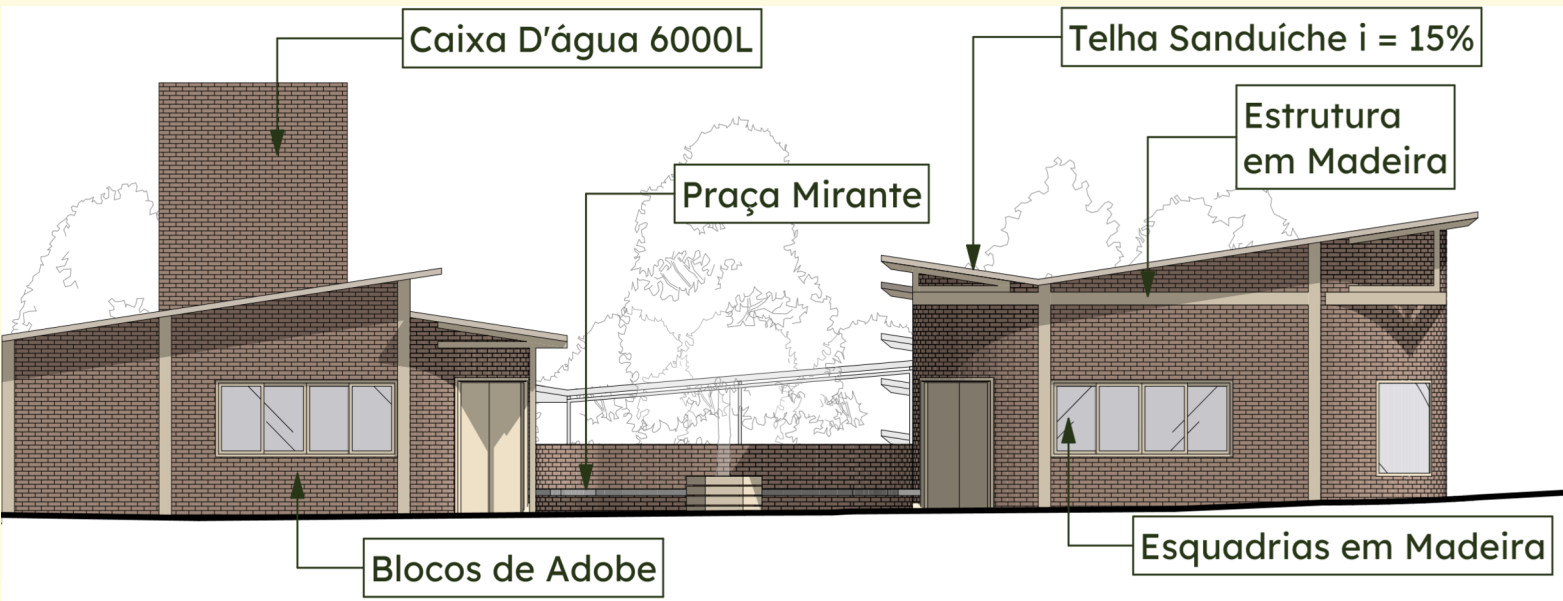 Caixa D'água 6000L
Telha Sanduíche i = 15%
Estrutura
em Madeira
Praça Mirante
Esquadrias em Madeira
Blocos de Adobe